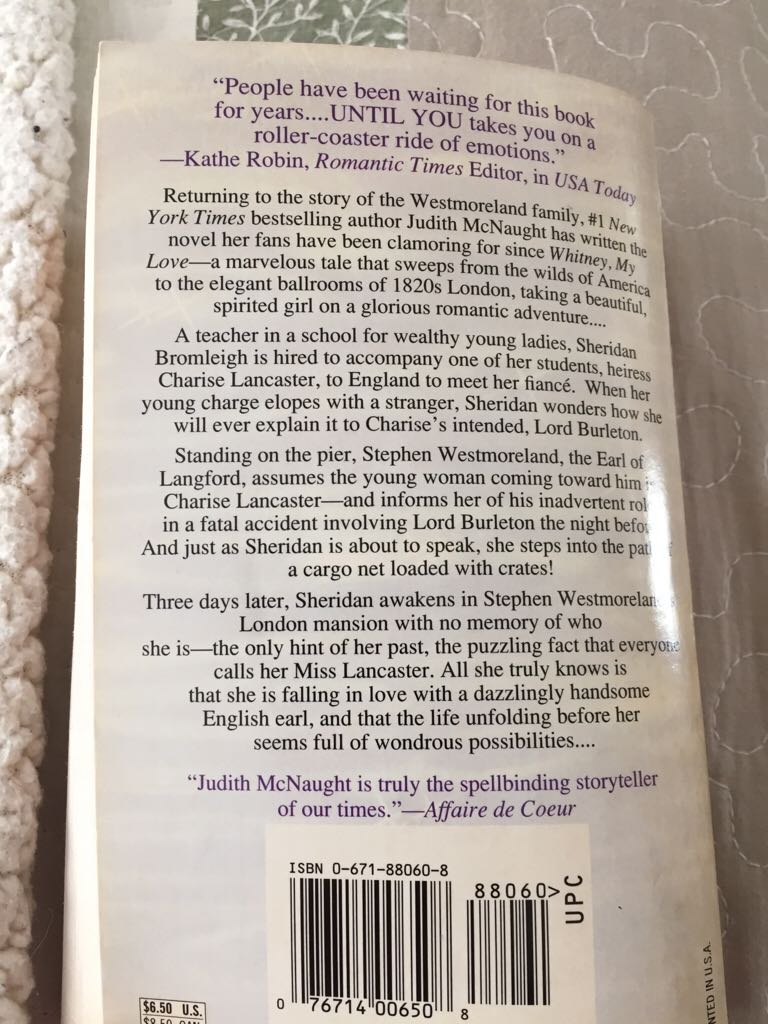 “People have been waiting for this book
for years....UNTIL YOU takes you on a
roller-coaster ride of emotions.”
—Kathe Robin, Romantic Times Editor, in USA Today
Returning to the story of the Westmoreland family, #1 New
York Times bestselling author Judith McNaught has written the
novel her fans have been clamoring for since Whitney, My
Love—a marvelous tale that sweeps from the wilds of America
to the elegant ballrooms of 1820s London, taking a beautiful,
spirited girl on a glorious romantic adventure....
A teacher in a school for wealthy young ladies, Sheridan
Bromleigh is hired to accompany one of her students, heiress
Charise Lancaster, to England to meet her fiancé. When her
young charge elopes with a stranger, Sheridan wonders how she
will ever explain it to Charise’s intended, Lord Burleton.
Standing on the pier, Stephen Westmoreland, the Earl of
Langford, assumes the young woman coming toward him
Charise Lancaster—and informs her of his inadvertent
in a fatal accident involving Lord Burleton the night
And just as Sheridan is about to speak, she steps into the
a cargo net loaded with crates!
Three days later, Sheridan awakens in Stephen
London mansion with no memory of who
she is—the only hint of her past, the puzzling fact that everyone
calls her Miss Lancaster. All she truly knows is
that she is falling in love with a dazzlingly handsome
English earl, and that the life unfolding before her
seems full of wondrous possibilities....
“Judith McNaught is truly the spellbinding storyteller
of our times.”—Affaire de Coeur
ISBN 0-671-88060-8
88060>
UPC
0 76714 00650 8
$6.50 U.S.
IN U.S.A.